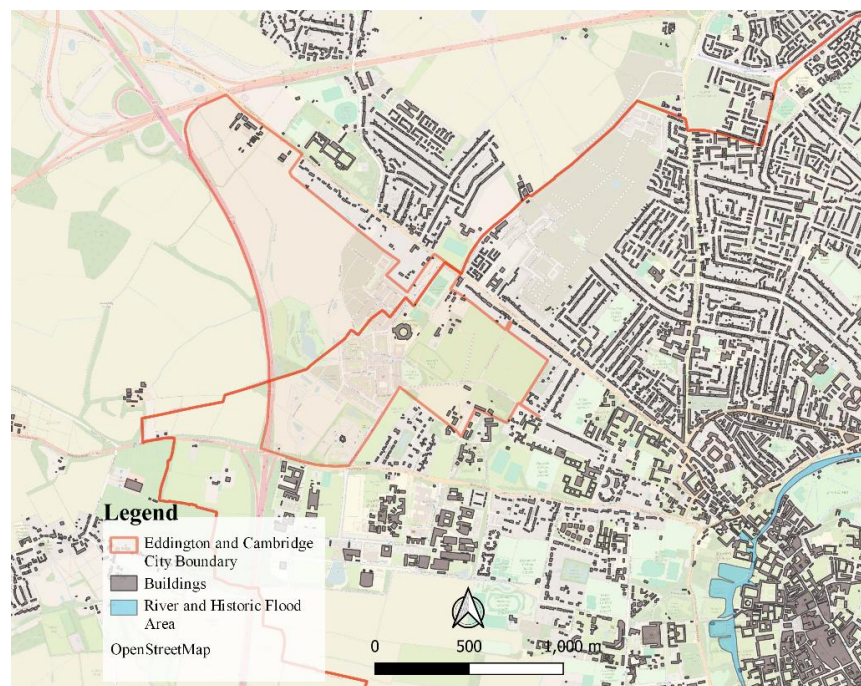 Legend
Eddington and Cambridge
City Boundary
Buildings
River and Historic Flood
Area
OpenStreetMap
0 500 1,000 m